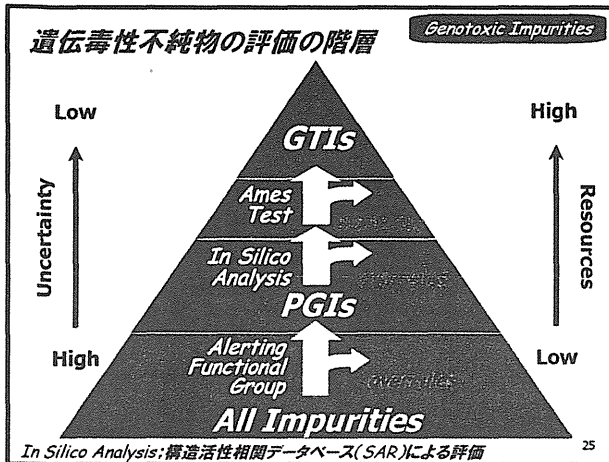 遺伝毒性不純物の評価の階層
Genotoxic Impurities
Low
High
GTIs
Ames
Test
In Silico
Analysis
PGIs
Alerting
Functional
Group
All Impurities
Uncertainty
Resources
High
Low
In Silico Analysis;構造活性相関データベース(SAR)による評価
25